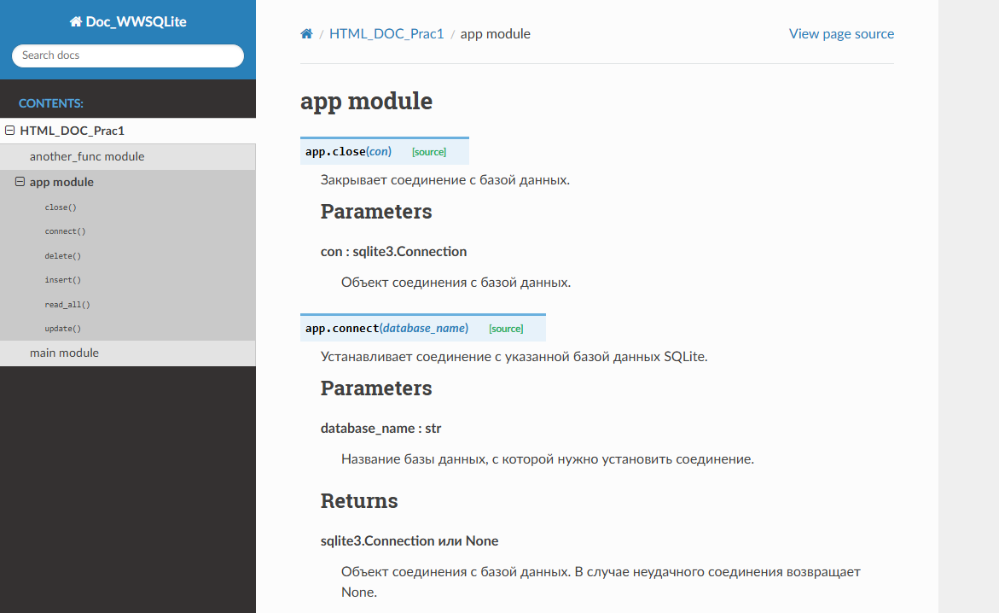 Doc_WWSQLite
Search docs
CONTENTS:
HTML_DOC_Prac1
another_func module
app module
close()
connect()
delete()
insert()
read_all()
update()
main module
/ HTML_DOC_Prac1 / app module
View page source
app module
app.close(con) [source]
Закрывает соединение с базой данных.
Parameters
con : sqlite3.Connection
Объект соединения с базой данных.
app.connect(database_name) [source]
Устанавливает соединение с указанной базой данных SQLite.
Parameters
database_name : str
Название базы данных, с которой нужно установить соединение.
Returns
sqlite3.Connection или None
Объект соединения с базой данных. В случае неудачного соединения возвращает
None.